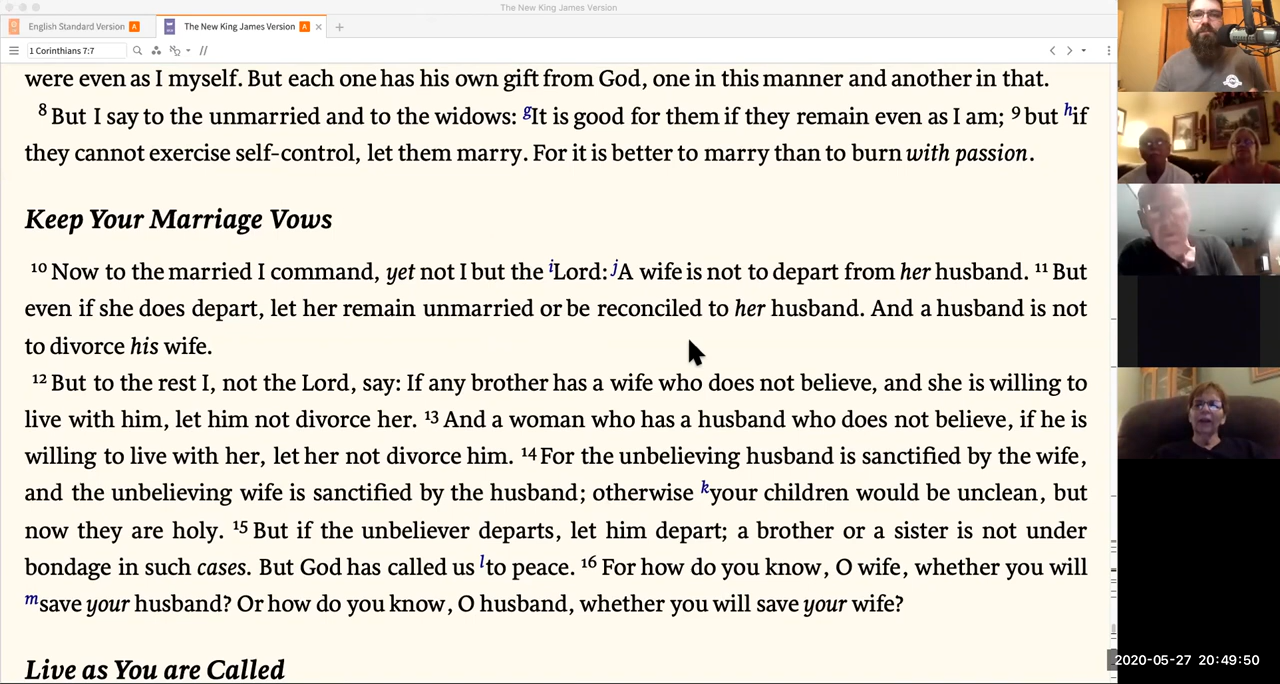 The New King James Version
English Standard Version A
The New King James Version A × +
1 Corinthians 7:7
were even as I myself. But each one has his own gift from God, one in this manner and another in that.
8 But I say to the unmarried and to the widows: g It is good for them if they remain even as I am; 9 but h if
they cannot exercise self-control, let them marry. For it is better to marry than to burn with passion.
Keep Your Marriage Vows
10 Now to the married I command, yet not I but the i Lord: j A wife is not to depart from her husband. 11 But
even if she does depart, let her remain unmarried or be reconciled to her husband. And a husband is not
to divorce his wife.
12 But to the rest I, not the Lord, say: If any brother has a wife who does not believe, and she is willing to
live with him, let him not divorce her. 13 And a woman who has a husband who does not believe, if he is
willing to live with her, let her not divorce him. 14 For the unbelieving husband is sanctified by the wife,
and the unbelieving wife is sanctified by the husband; otherwise k your children would be unclean, but
now they are holy. 15 But if the unbeliever departs, let him depart; a brother or a sister is not under
bondage in such cases. But God has called us l to peace. 16 For how do you know, O wife, whether you will
m save your husband? Or how do you know, O husband, whether you will save your wife?
Live as You are Called
2020-05-27 20:49:50